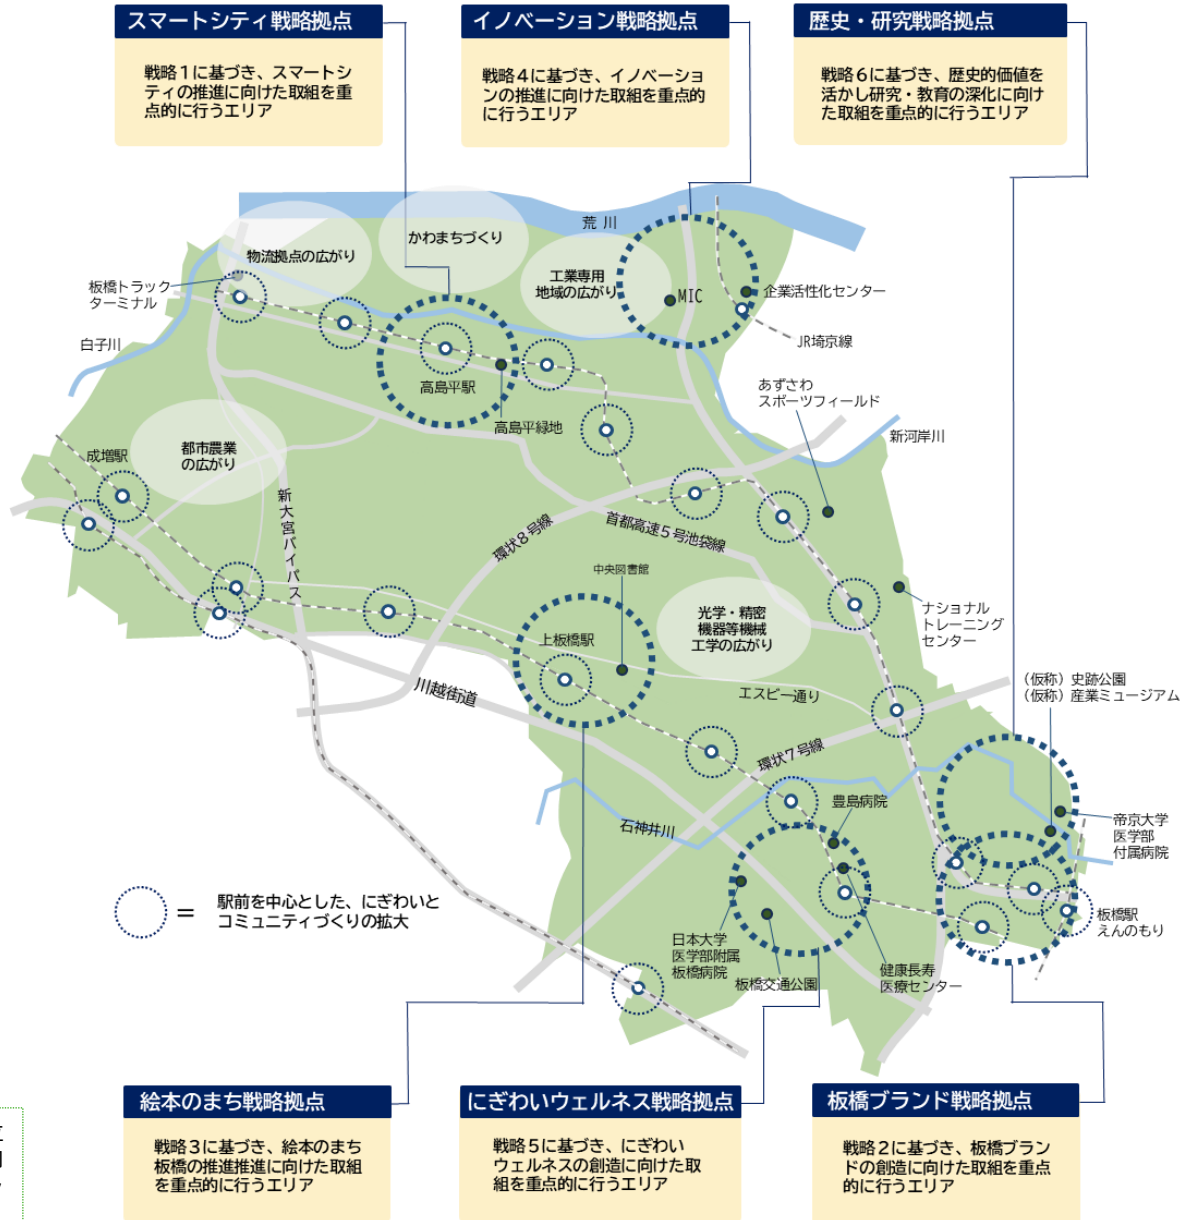 スマートシティ戦略拠点
戦略１に基づき、スマートシ
ティの推進に向けた取組を重
点的に行うエリア
イノベーション戦略拠点
戦略４に基づき、イノベーショ
ンの推進に向けた取組を重点的
に行うエリア
歴史・研究戦略拠点
戦略６に基づき、歴史的価値を
活かし研究・教育の深化に向け
た取組を重点的に行うエリア
荒川
かわまちづくり
物流拠点の広がり
工業専用
地域の広がり
MIC
企業活性化センター
板橋トラック
ターミナル
白子川
JR埼京線
高島平駅
高島平緑地
あずさわ
スポーツフィールド
新河岸川
都市農業
の広がり
成増駅
新大宮バイパス
環状８号線
首都高速５号池袋線
中央図書館
光学・精密
機器等機械
工学の広がり
ナショナル
トレーニング
センター
上板橋駅
川越街道
エスビー通り
（仮称）史跡公園
（仮称）産業ミュージアム
環状７号線
豊島病院
石神井川
帝京大学
医学部
付属病院
＝
駅前を中心とした、にぎわいと
コミュニティづくりの拡大
板橋駅
えんのもり
日本大学
医学部附属
板橋病院
板橋交通公園
健康長寿
医療センター
絵本のまち戦略拠点
戦略３に基づき、絵本のまち
板橋の推進推進に向けた取組
を重点的に行うエリア
にぎわいウェルネス戦略拠点
戦略５に基づき、にぎわい
ウェルネスの創造に向けた取
組を重点的に行うエリア
板橋ブランド戦略拠点
戦略２に基づき、板橋ブラン
ドの創造に向けた取組を重点
的に行うエリア